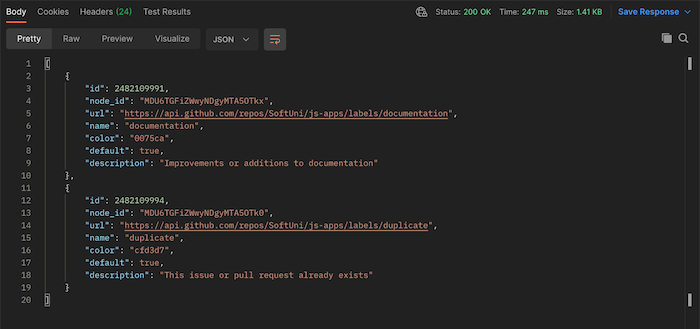 Body Cookies Headers (24) Test Results Status: 200 OK Time: 247 ms Size: 1.41 KB Save Response
Pretty Raw Preview Visualize JSON
1 [
2 {
3 "id": 2482109991,
4 "node_id": "MDU6TGFiZWwyNDgyMTA5OTkx",
5 "url": "https://api.github.com/repos/SoftUni/js-apps/labels/documentation",
6 "name": "documentation",
7 "color": "0075ca",
8 "default": true,
9 "description": "Improvements or additions to documentation"
10 },
11 {
12 "id": 2482109994,
13 "node_id": "MDU6TGFiZWwyNDgyMTA5OTk0",
14 "url": "https://api.github.com/repos/SoftUni/js-apps/labels/duplicate",
15 "name": "duplicate",
16 "color": "cfd3d7",
17 "default": true,
18 "description": "This issue or pull request already exists"
19 }
20 ]